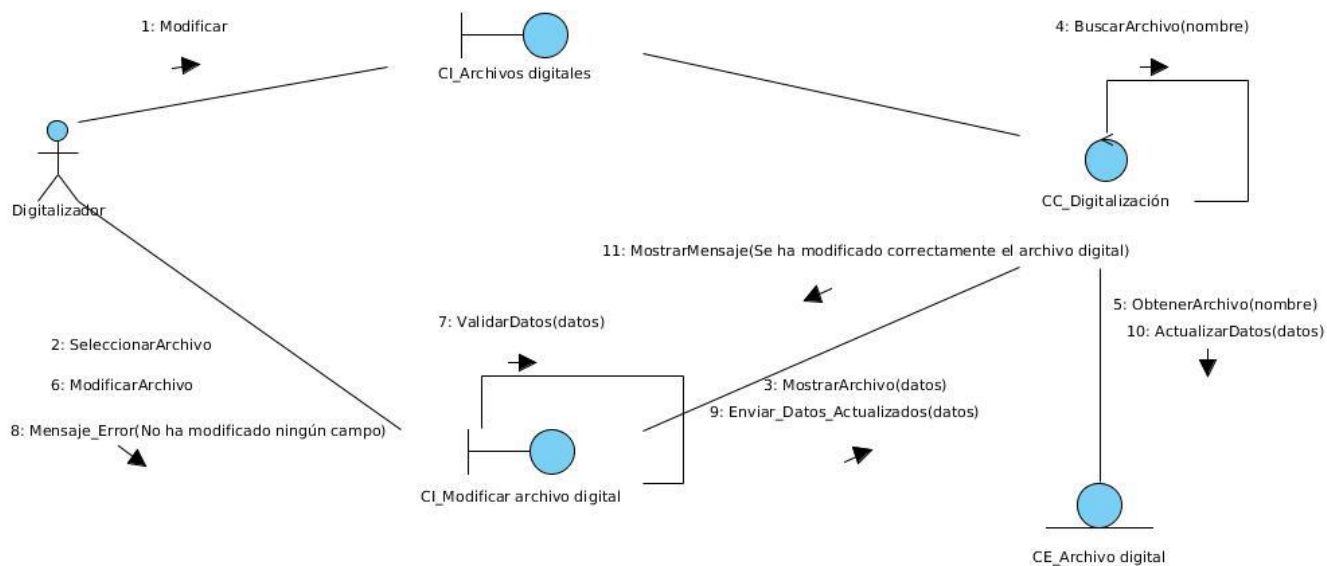 1: Modificar
4: BuscarArchivo(nombre)
CI_Archivos digitales
Digitalizador
CC_Digitalización
11: MostrarMensaje(Se ha modificado correctamente el archivo digital)
5: ObtenerArchivo(nombre)
10: ActualizarDatos(datos)
7: ValidarDatos(datos)
2: SeleccionarArchivo
6: ModificarArchivo
3: MostrarArchivo(datos)
9: Enviar_Datos_Actualizados(datos)
8: Mensaje_Error(No ha modificado ningún campo)
CI_Modificar archivo digital
CE_Archivo digital